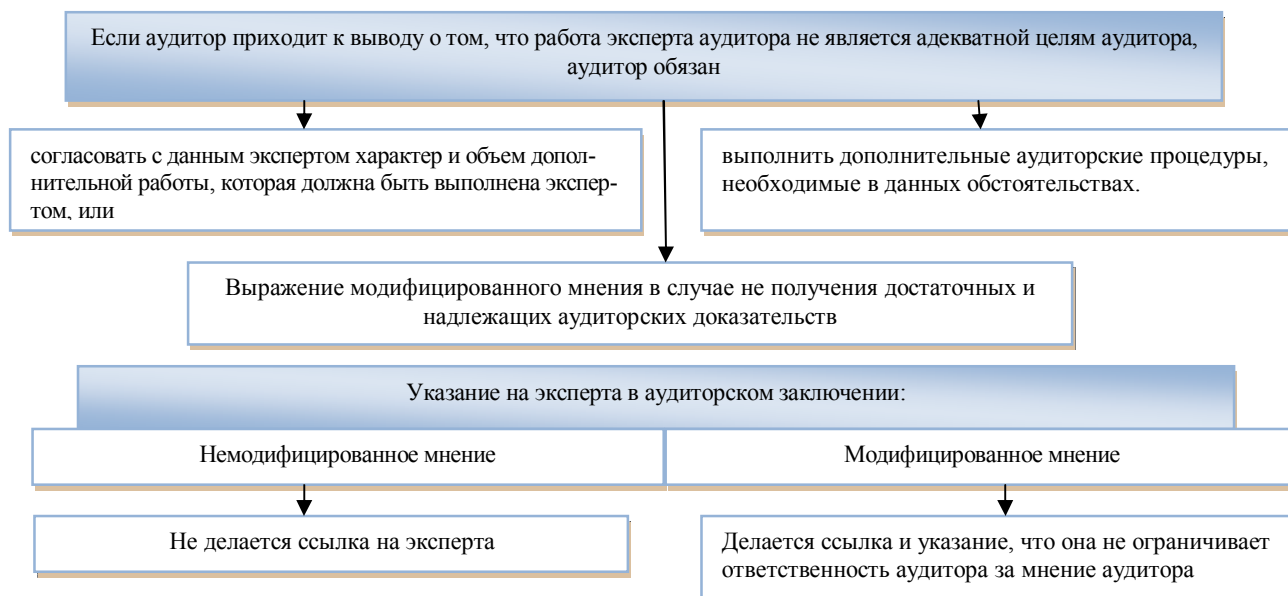 Если аудитор приходит к выводу о том, что работа эксперта аудитора не является адекватной целям аудитора,
аудитор обязан
согласовать с данным экспертом характер и объем допол-
нительной работы, которая должна быть выполнена экспер-
том, или
выполнить дополнительные аудиторские процедуры,
необходимые в данных обстоятельствах.
Выражение модифицированного мнения в случае не получения достаточных и
надлежащих аудиторских доказательств
Указание на эксперта в аудиторском заключении:
Немодифицированное мнение
Модифицированное мнение
Не делается ссылка на эксперта
Делается ссылка и указание, что она не ограничивает
ответственность аудитора за мнение аудитора